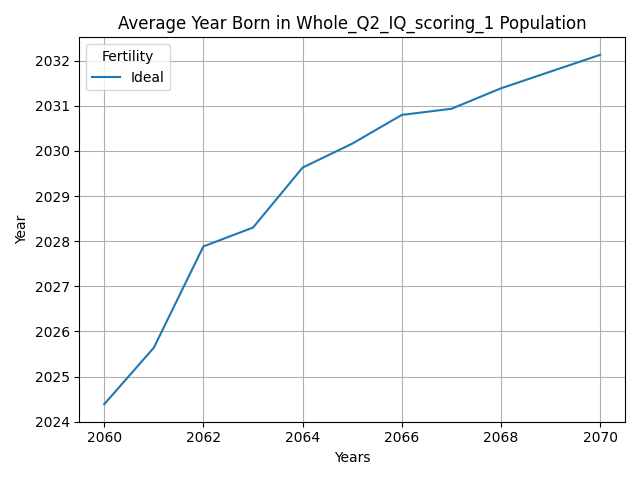 Average Year Born in Whole_Q2_IQ_scoring_1 Population
Fertility
Ideal
2032
2031
2030
2029
2028
2027
2026
2025
2024
Year
2060 2062 2064 2066 2068 2070
Years